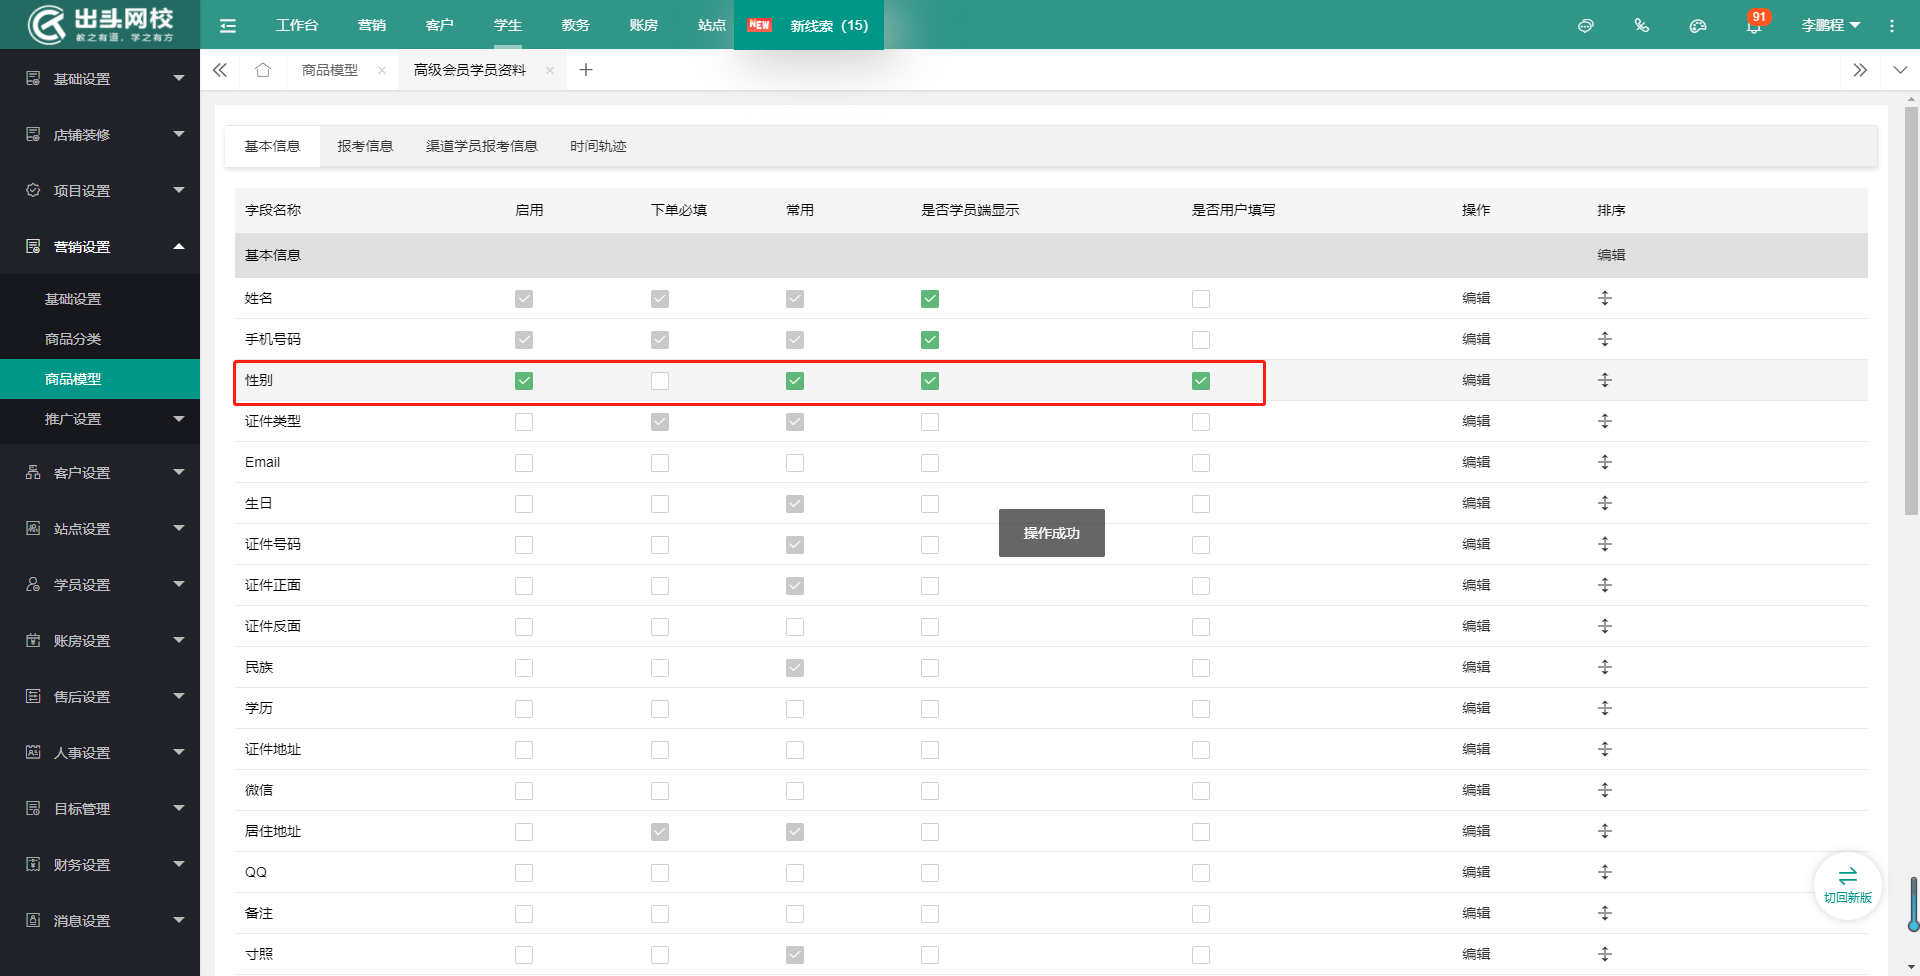 出头网校
教之有道，学之有方
工作台 营销 客户 学生 教务 账房 站点 NEW 新线索（15） 91 李鹏程
商品模型 高级会员学员资料
基础设置
店铺装修
项目设置
营销设置
基础设置
商品分类
商品模型
推广设置
客户设置
站点设置
学员设置
账房设置
售后设置
人事设置
目标管理
财务设置
消息设置
基本信息 报考信息 渠道学员报考信息 时间轨迹
字段名称 启用 下单必填 常用 是否学员端显示 是否用户填写 操作 排序
基本信息 编辑
姓名 编辑
手机号码 编辑
性别 编辑
证件类型 编辑
Email 编辑
生日 编辑
操作成功
证件号码 编辑
证件正面 编辑
证件反面 编辑
民族 编辑
学历 编辑
证件地址 编辑
微信 编辑
居住地址 编辑
QQ 编辑
切回新版
备注 编辑
寸照 编辑